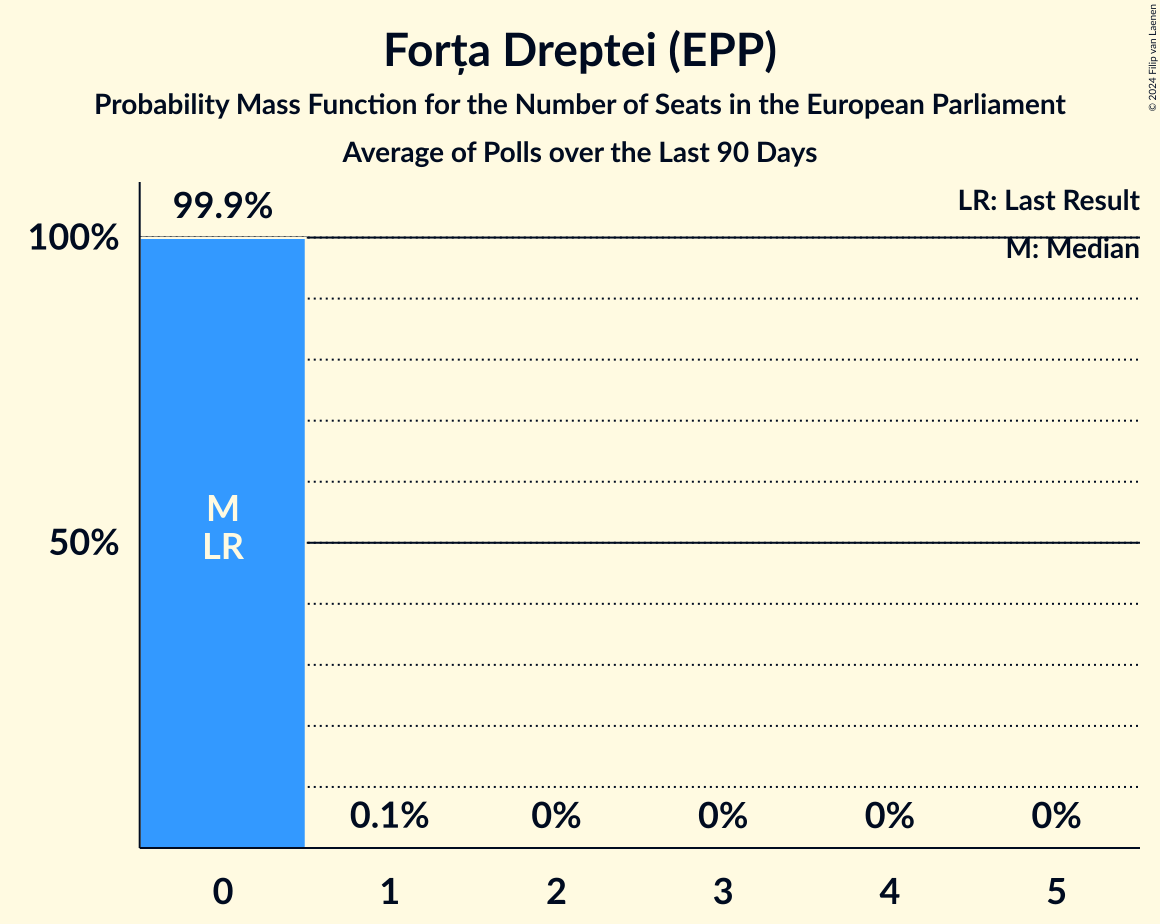 Forța Dreptei (EPP)
Probability Mass Function for the Number of Seats in the European Parliament
Average of Polls over the Last 90 Days
© 2024 Filip van Laenen
LR: Last Result
M: Median
99.9%
100%
50%
M
LR
0.1%
0%
0%
0%
0%
0
1
2
3
4
5